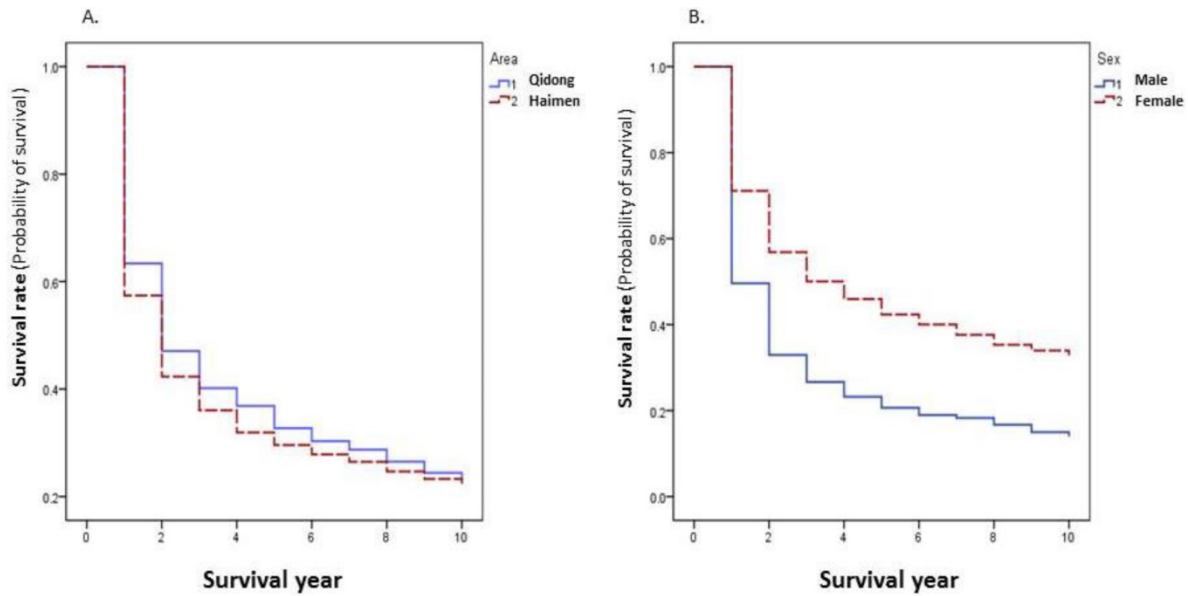 A.
Survival rate (Probability of survival)
1.0
0.8
0.6
0.4
0.2
0 2 4 6 8 10
Survival year
Area
1 Qidong
2 Haimen
B.
Survival rate (Probability of survival)
1.0
0.8
0.6
0.4
0.2
0.0
0 2 4 6 8 10
Survival year
Sex
1 Male
2 Female